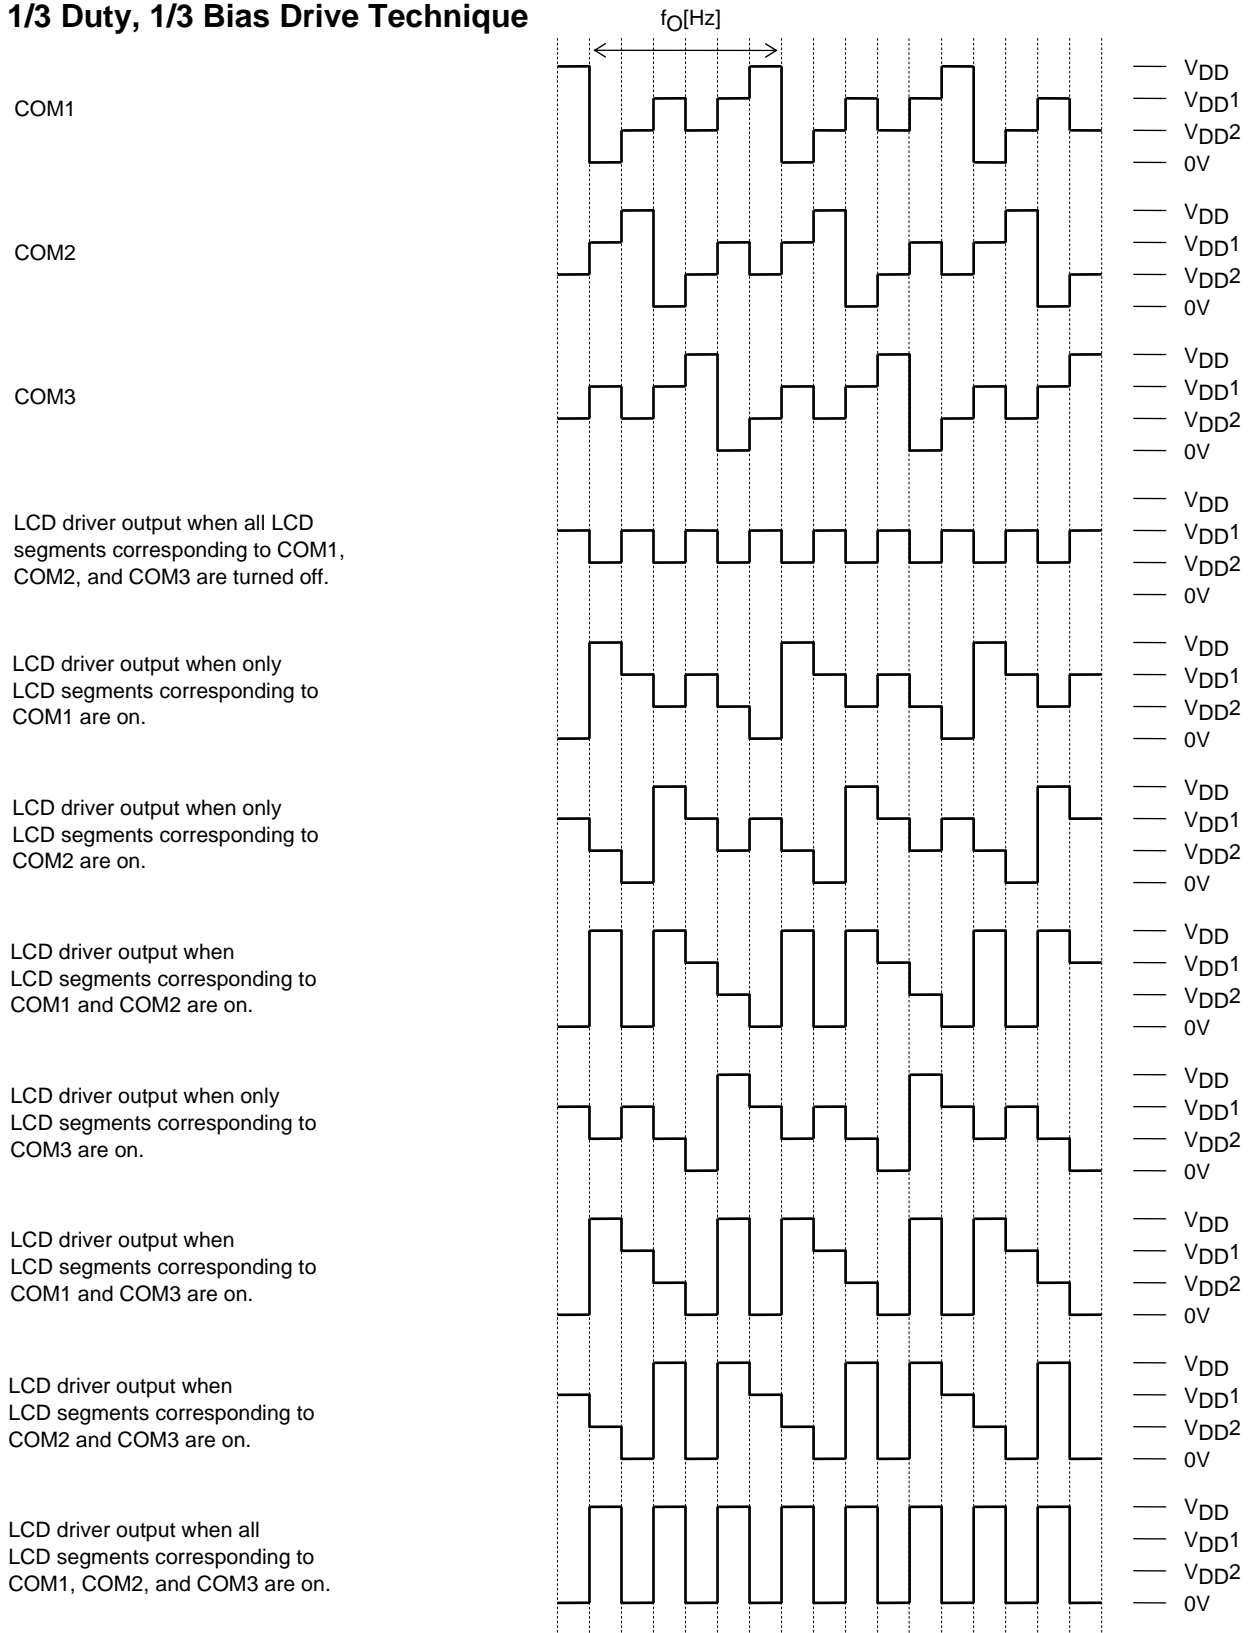 1/3 Duty, 1/3 Bias Drive Technique
fO[Hz]
COM1
VDD
VDD1
VDD2
0V
COM2
VDD
VDD1
VDD2
0V
COM3
VDD
VDD1
VDD2
0V
LCD driver output when all LCD
segments corresponding to COM1,
COM2, and COM3 are turned off.
VDD
VDD1
VDD2
0V
LCD driver output when only
LCD segments corresponding to
COM1 are on.
VDD
VDD1
VDD2
0V
LCD driver output when only
LCD segments corresponding to
COM2 are on.
VDD
VDD1
VDD2
0V
LCD driver output when
LCD segments corresponding to
COM1 and COM2 are on.
VDD
VDD1
VDD2
0V
LCD driver output when only
LCD segments corresponding to
COM3 are on.
VDD
VDD1
VDD2
0V
LCD driver output when
LCD segments corresponding to
COM1 and COM3 are on.
VDD
VDD1
VDD2
0V
LCD driver output when
LCD segments corresponding to
COM2 and COM3 are on.
VDD
VDD1
VDD2
0V
LCD driver output when all
LCD segments corresponding to
COM1, COM2, and COM3 are on.
VDD
VDD1
VDD2
0V